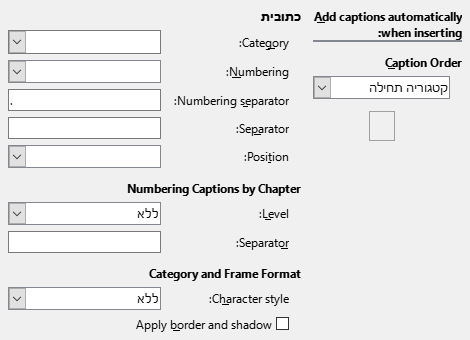 Add captions automatically
when inserting:
Caption Order
קטגוריה תחילה
כתובית
Category:
Numbering:
Numbering separator:
.
Separator:
Position:
Numbering Captions by Chapter
Level:
ללא
Separator:
Category and Frame Format
Character style:
ללא
Apply border and shadow